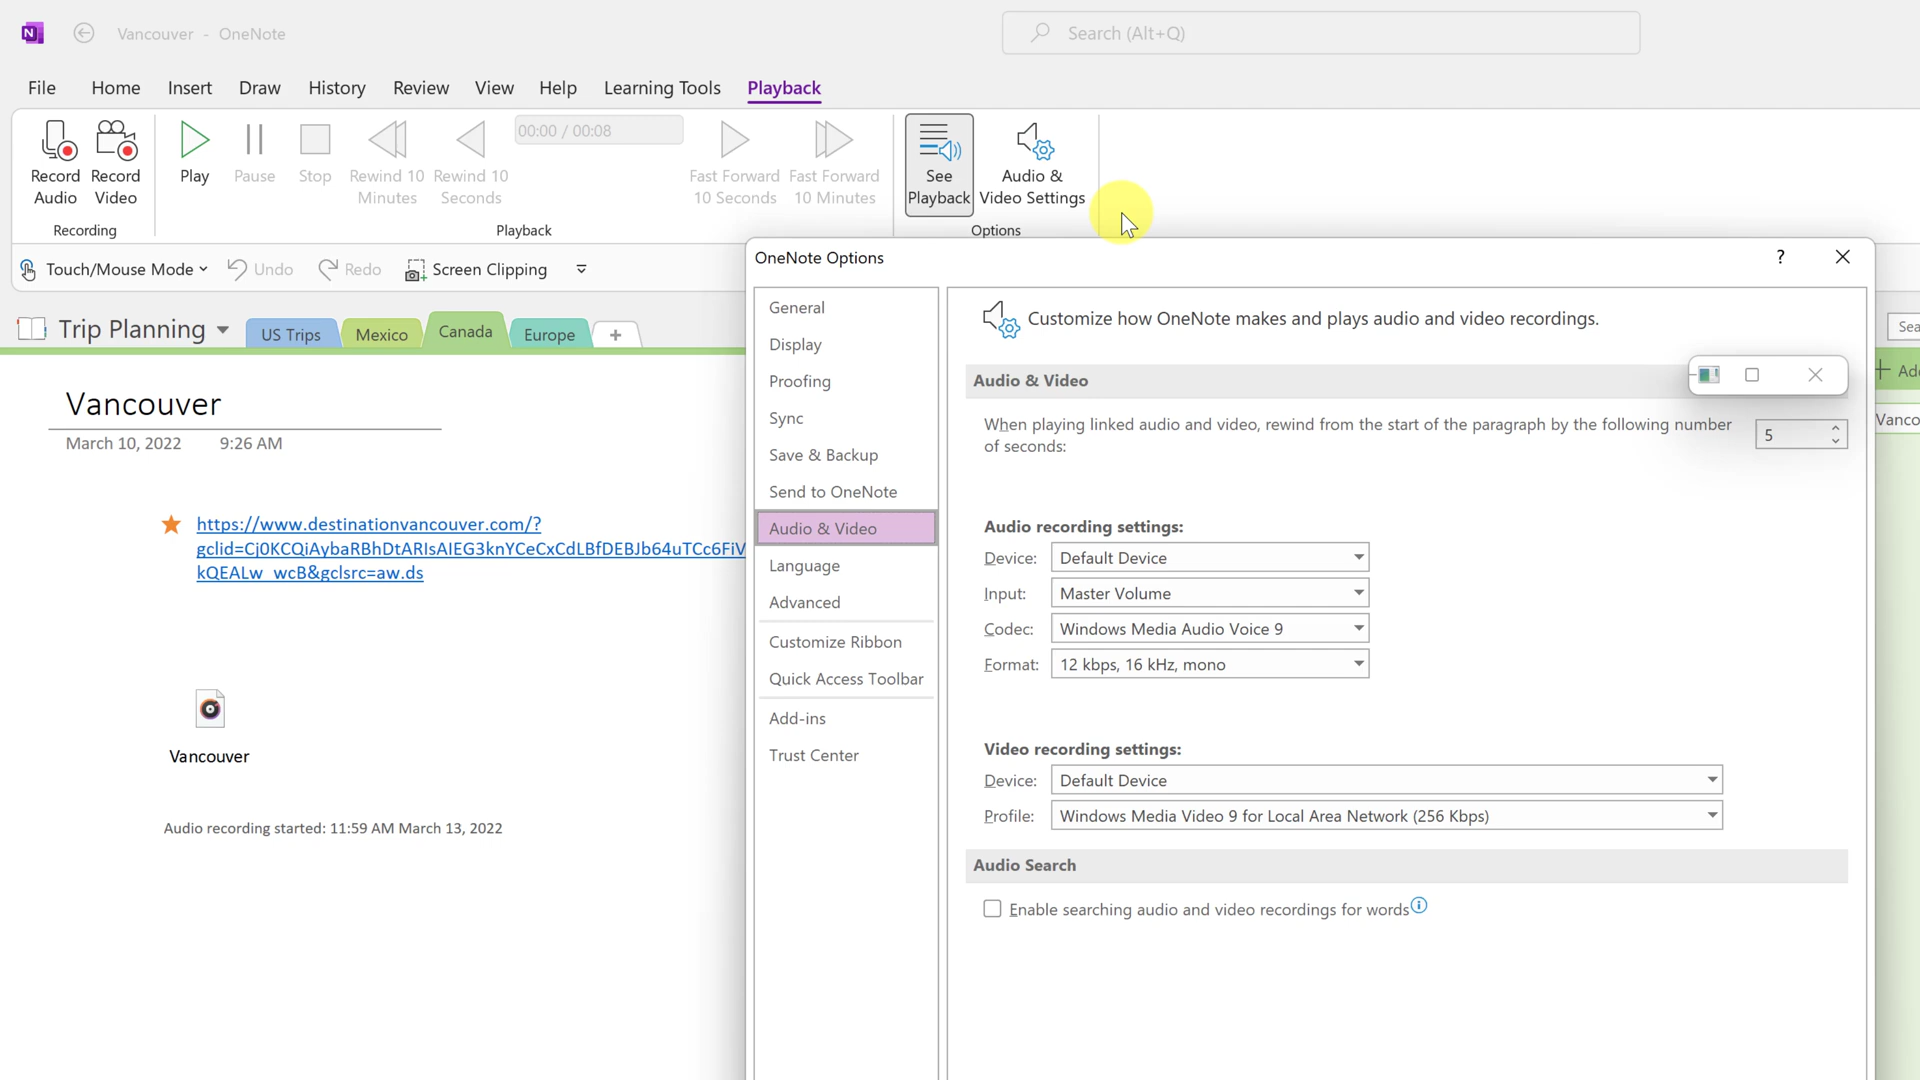 Vancouver - OneNote
Search (Alt+Q)
File Home Insert Draw History Review View Help Learning Tools Playback
Record Audio
Record Video
Play
Pause
Stop
Rewind 10 Minutes
Rewind 10 Seconds
00:00 / 00:08
Fast Forward 10 Seconds
Fast Forward 10 Minutes
See Playback
Audio & Video Settings
Recording
Playback
Options
Touch/Mouse Mode
Undo
Redo
Screen Clipping
Trip Planning
US Trips
Mexico
Canada
Europe
Vancouver
March 10, 2022 9:26 AM
https://www.destinationvancouver.com/?
gclid=Cj0KCQiAybaRBhDtARIsAIEG3knYCeCxCdLBfDEBJb64uTCc6FiV
kQEALw_wcB&gclsrc=aw.ds
Vancouver
Audio recording started: 11:59 AM March 13, 2022
OneNote Options
?
General
Display
Proofing
Sync
Save & Backup
Send to OneNote
Audio & Video
Language
Advanced
Customize Ribbon
Quick Access Toolbar
Add-ins
Trust Center
Customize how OneNote makes and plays audio and video recordings.
Audio & Video
When playing linked audio and video, rewind from the start of the paragraph by the following number
of seconds:
5
Audio recording settings:
Device: Default Device
Input: Master Volume
Codec: Windows Media Audio Voice 9
Format: 12 kbps, 16 kHz, mono
Video recording settings:
Device: Default Device
Profile: Windows Media Video 9 for Local Area Network (256 Kbps)
Audio Search
Enable searching audio and video recordings for words
Sea
Add
Vanco